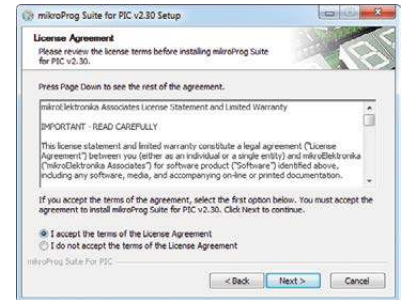 mikroProg Suite for PIC v2.30 Setup
License Agreement
Please review the license terms before installing mikroProg Suite
for PIC v2.30.
Press Page Down to see the rest of the agreement.
mikroElektronika Associates License Statement and Limited Warranty
IMPORTANT - READ CAREFULLY
This license statement and limited warranty constitute a legal agreement ("License
Agreement") between you (either as an individual or a single entity) and mikroElektronika
("mikroElektronika Associates") for software product ("Software") identified above,
including any software, media, and accompanying on-line or printed documentation.
If you accept the terms of the agreement, select the first option below. You must accept the
agreement to install mikroProg Suite for PIC v2.30. Click Next to continue.
I accept the terms of the License Agreement
I do not accept the terms of the License Agreement
mikroProg Suite For PIC
< Back
Next >
Cancel